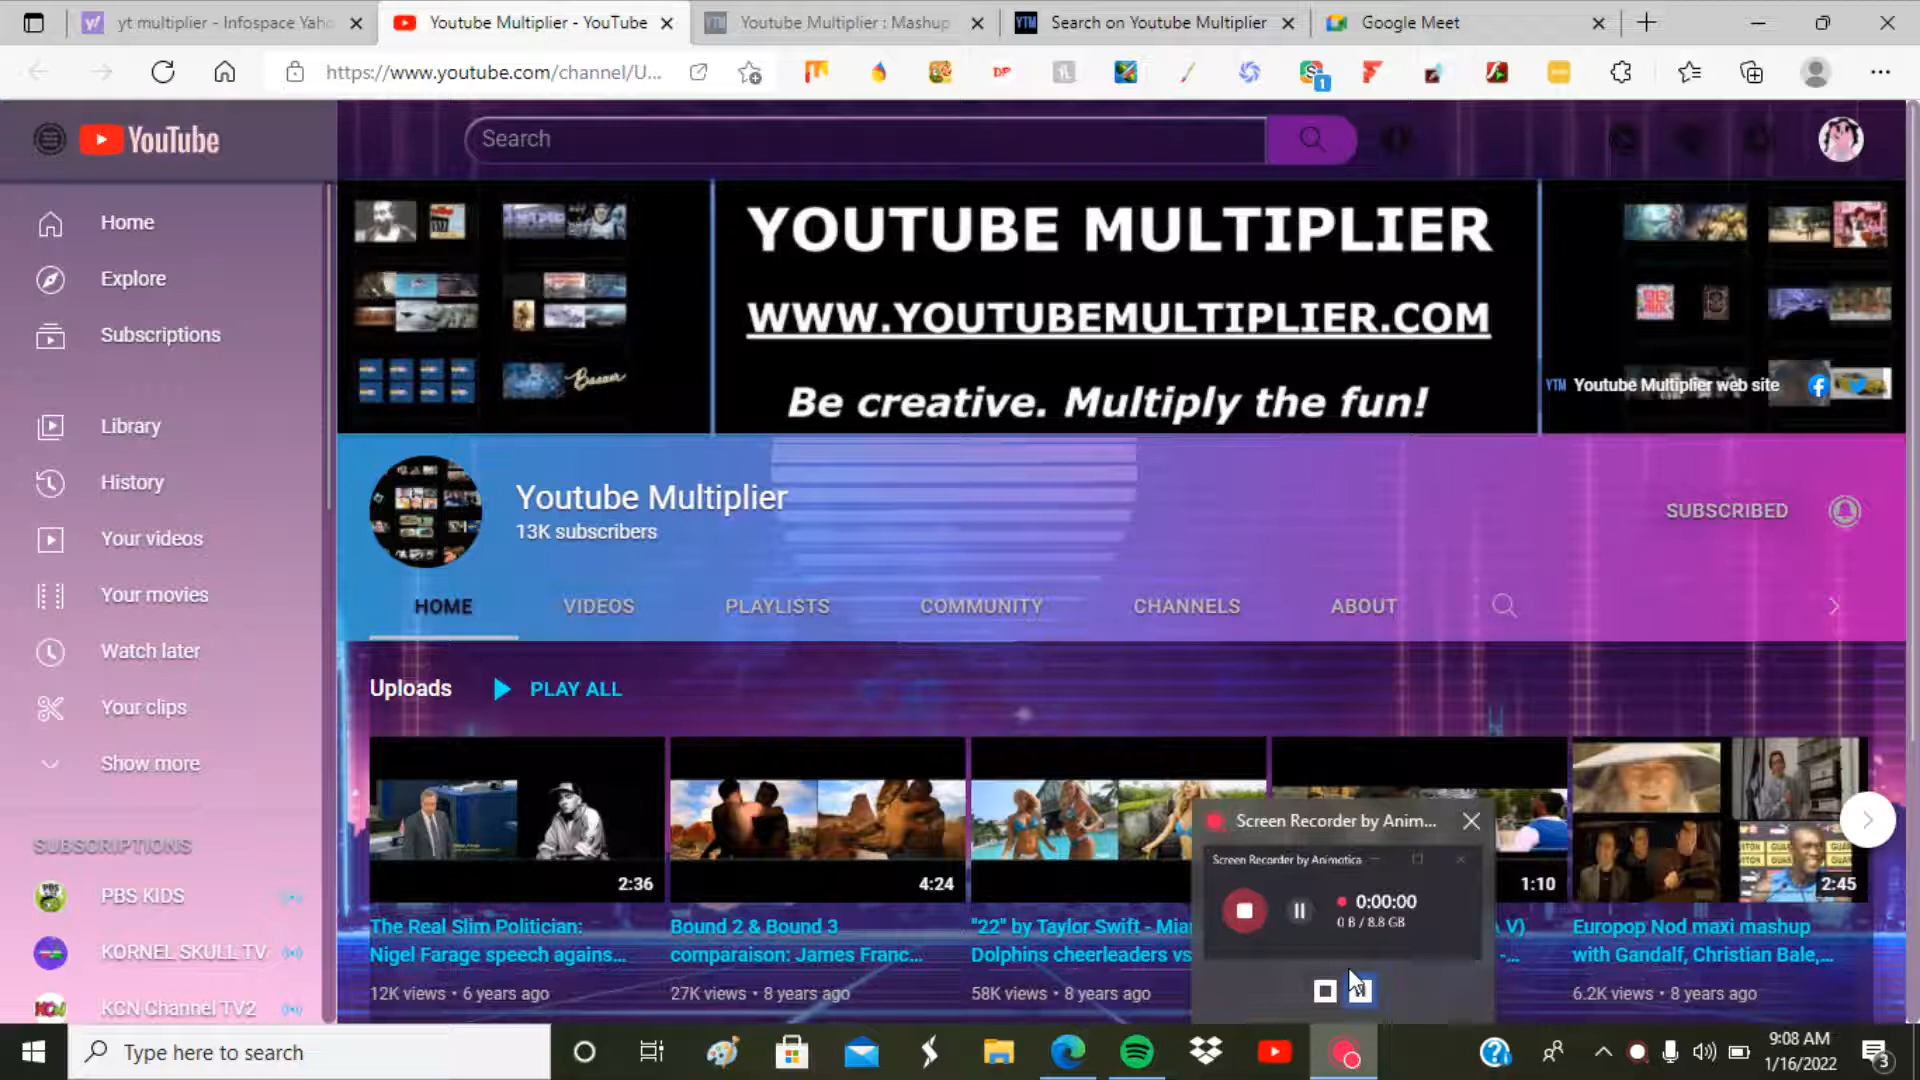 yt multiplier - Infospace Yaho
Youtube Multiplier - YouTube
Youtube Multiplier : Mashup
YTM Search on Youtube Multiplier
Google Meet
https://www.youtube.com/channel/U...
DP
1
YouTube
Search
Home
Explore
Subscriptions
Library
History
Your videos
Your movies
Watch later
Your clips
Show more
SUBSCRIPTIONS
PBS KIDS
KORNEL SKULL TV
KCN Channel TV2
YOUTUBE MULTIPLIER
WWW.YOUTUBEMULTIPLIER.COM
Be creative. Multiply the fun!
YTM Youtube Multiplier web site
Youtube Multiplier
13K subscribers
SUBSCRIBED
HOME
VIDEOS
PLAYLISTS
COMMUNITY
CHANNELS
ABOUT
Uploads
PLAY ALL
2:36
4:24
1:10
2:45
The Real Slim Politician:
Nigel Farage speech agains...
12K views • 6 years ago
Bound 2 & Bound 3
comparaison: James Franc...
27K views • 8 years ago
"22" by Taylor Swift - Mia
Dolphins cheerleaders vs
58K views • 8 years ago
V)
-...
Europop Nod maxi mashup
with Gandalf, Christian Bale,...
6.2K views • 8 years ago
Screen Recorder by Anim...
Screen Recorder by Animotica
0:00:00
0 B / 8.8 GB
Type here to search
9:08 AM
1/16/2022
3